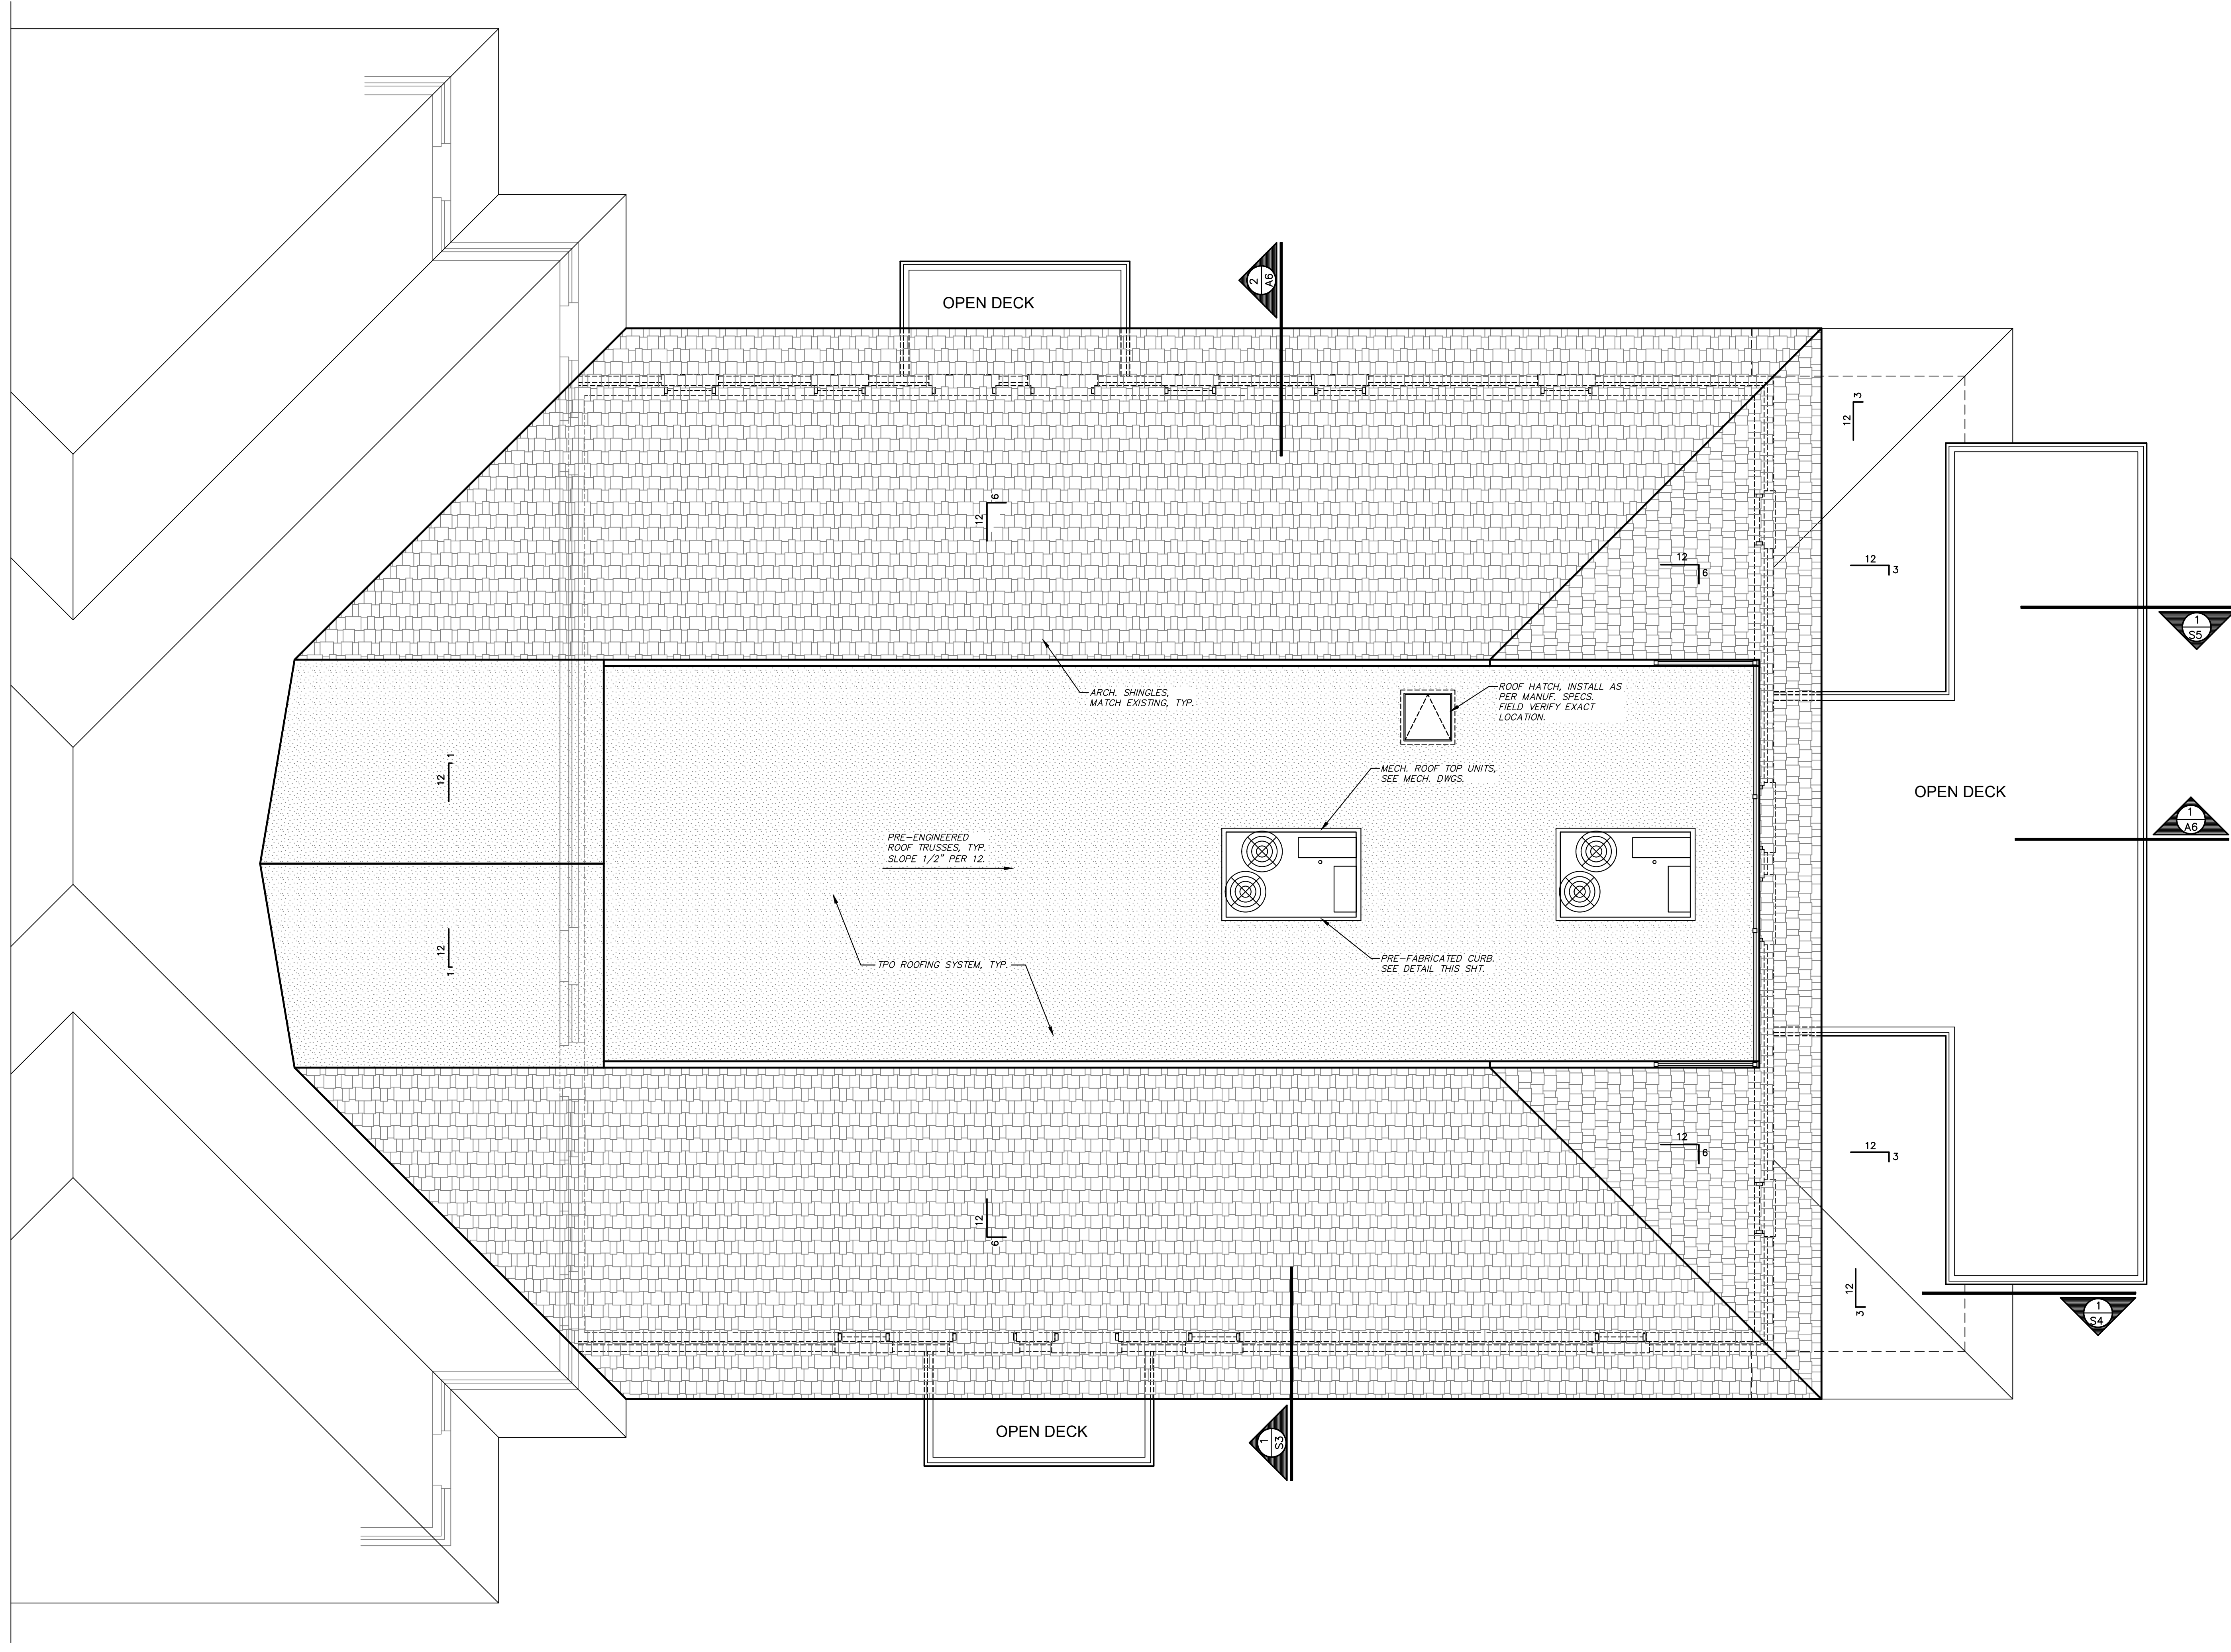 OPEN DECK
2
A6
12
3
6
12
12
6
12
3
1
S5
ARCH. SHINGLES,
MATCH EXISTING, TYP.
ROOF HATCH, INSTALL AS
PER MANUF. SPECS.
FIELD VERIFY EXACT
LOCATION.
12
1
MECH. ROOF TOP UNITS,
SEE MECH. DWGS.
OPEN DECK
1
A6
PRE-ENGINEERED
ROOF TRUSSES, TYP.
SLOPE 1/2" PER 12.
12
1
TPO ROOFING SYSTEM, TYP.
PRE-FABRICATED CURB.
SEE DETAIL THIS SHT.
12
6
12
3
12
6
12
3
1
S4
OPEN DECK
1
S3